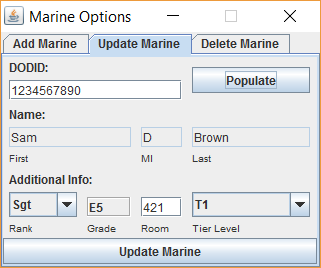 Marine Options
Add Marine Update Marine Delete Marine
DODID:
1234567890 Populate
Name:
Sam D Brown
First MI Last
Additional Info:
Sgt E5 421 T1
Rank Grade Room Tier Level
Update Marine